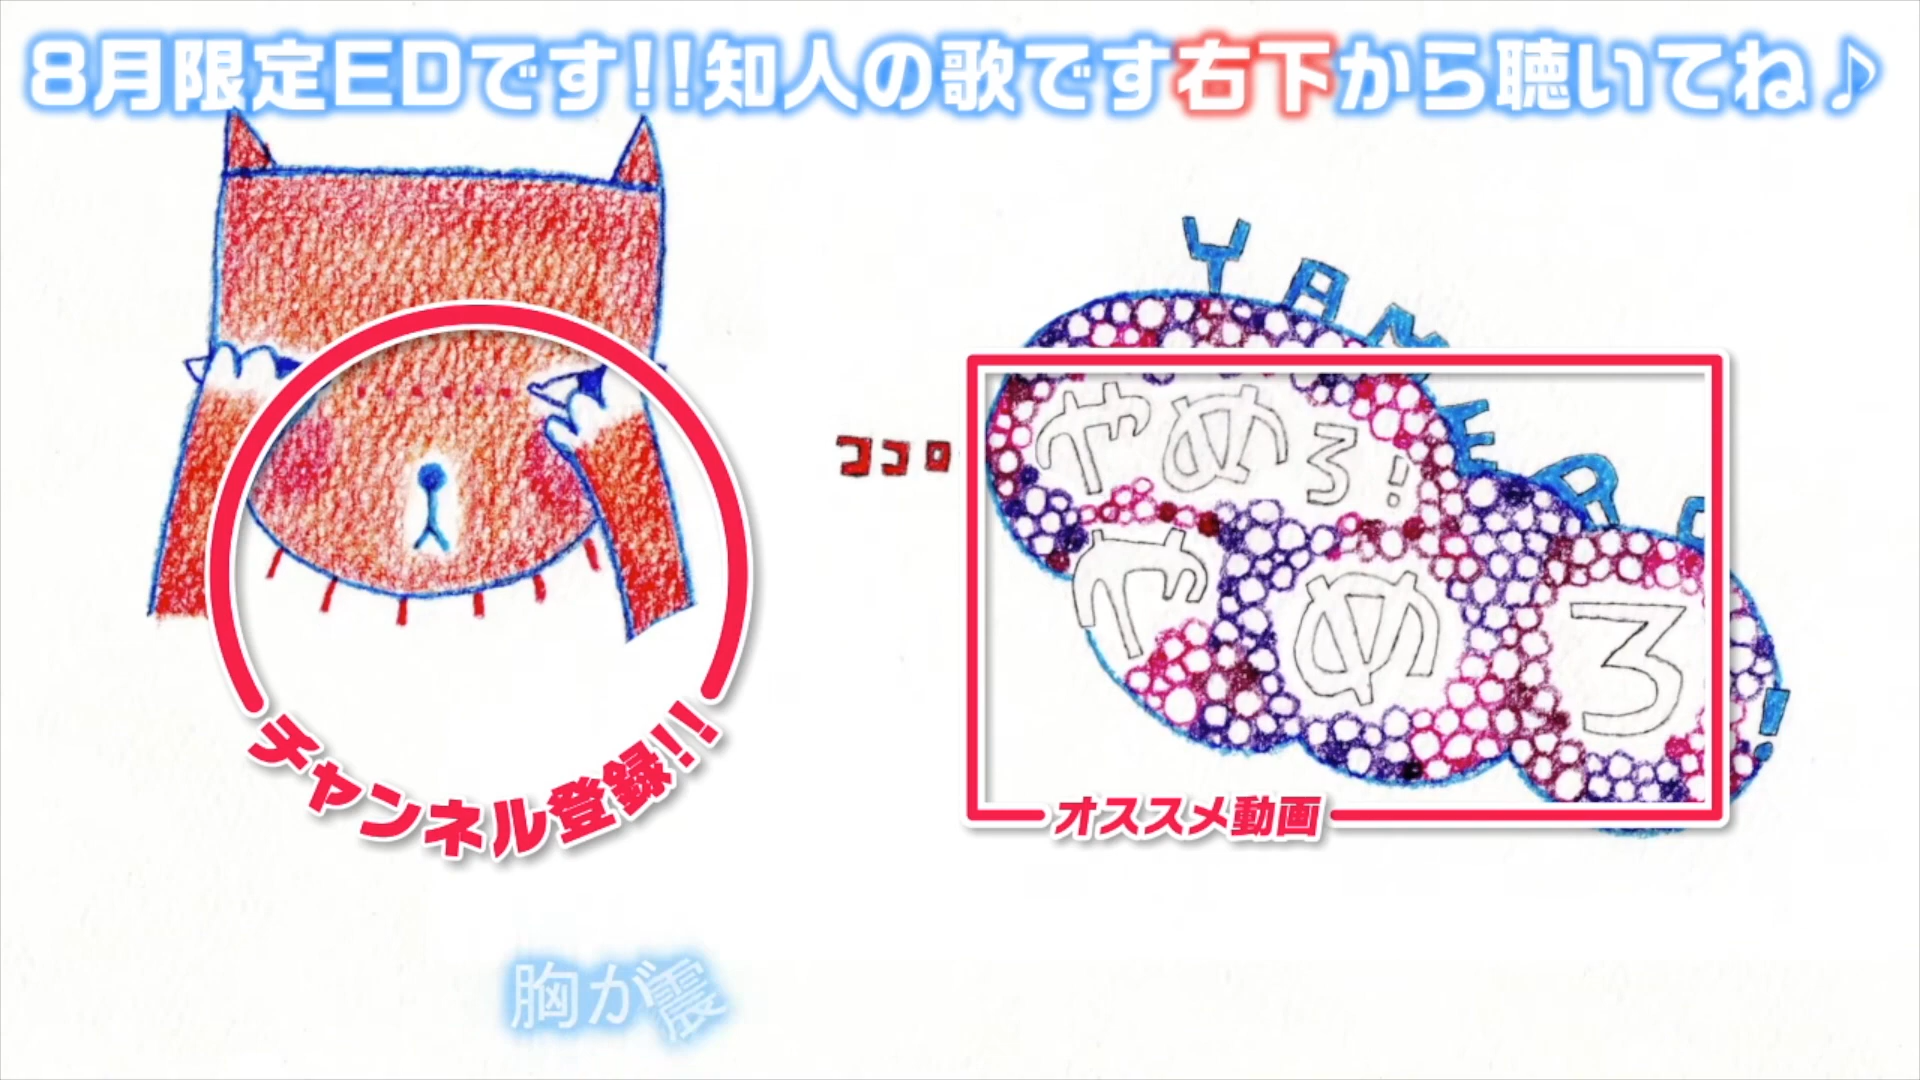 8月限定EDです!!知人の歌です右下から聴いてね♪
YAMERO!
ココロ
やめろ!
やめろ
チャンネル登録!!
オススメ動画
胸が震